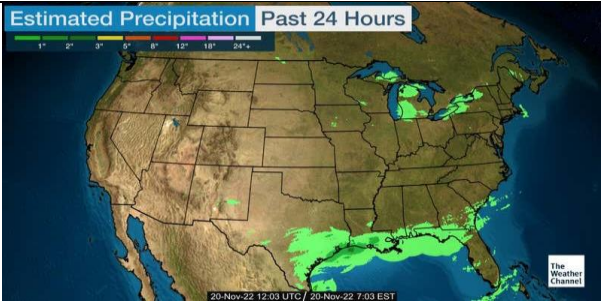 Estimated Precipitation Past 24 Hours
1" 2" 3" 5" 8" 12" 18" 24"+
The
Weather
Channel
20-Nov-22 12:03 UTC / 20-Nov-22 7:03 EST